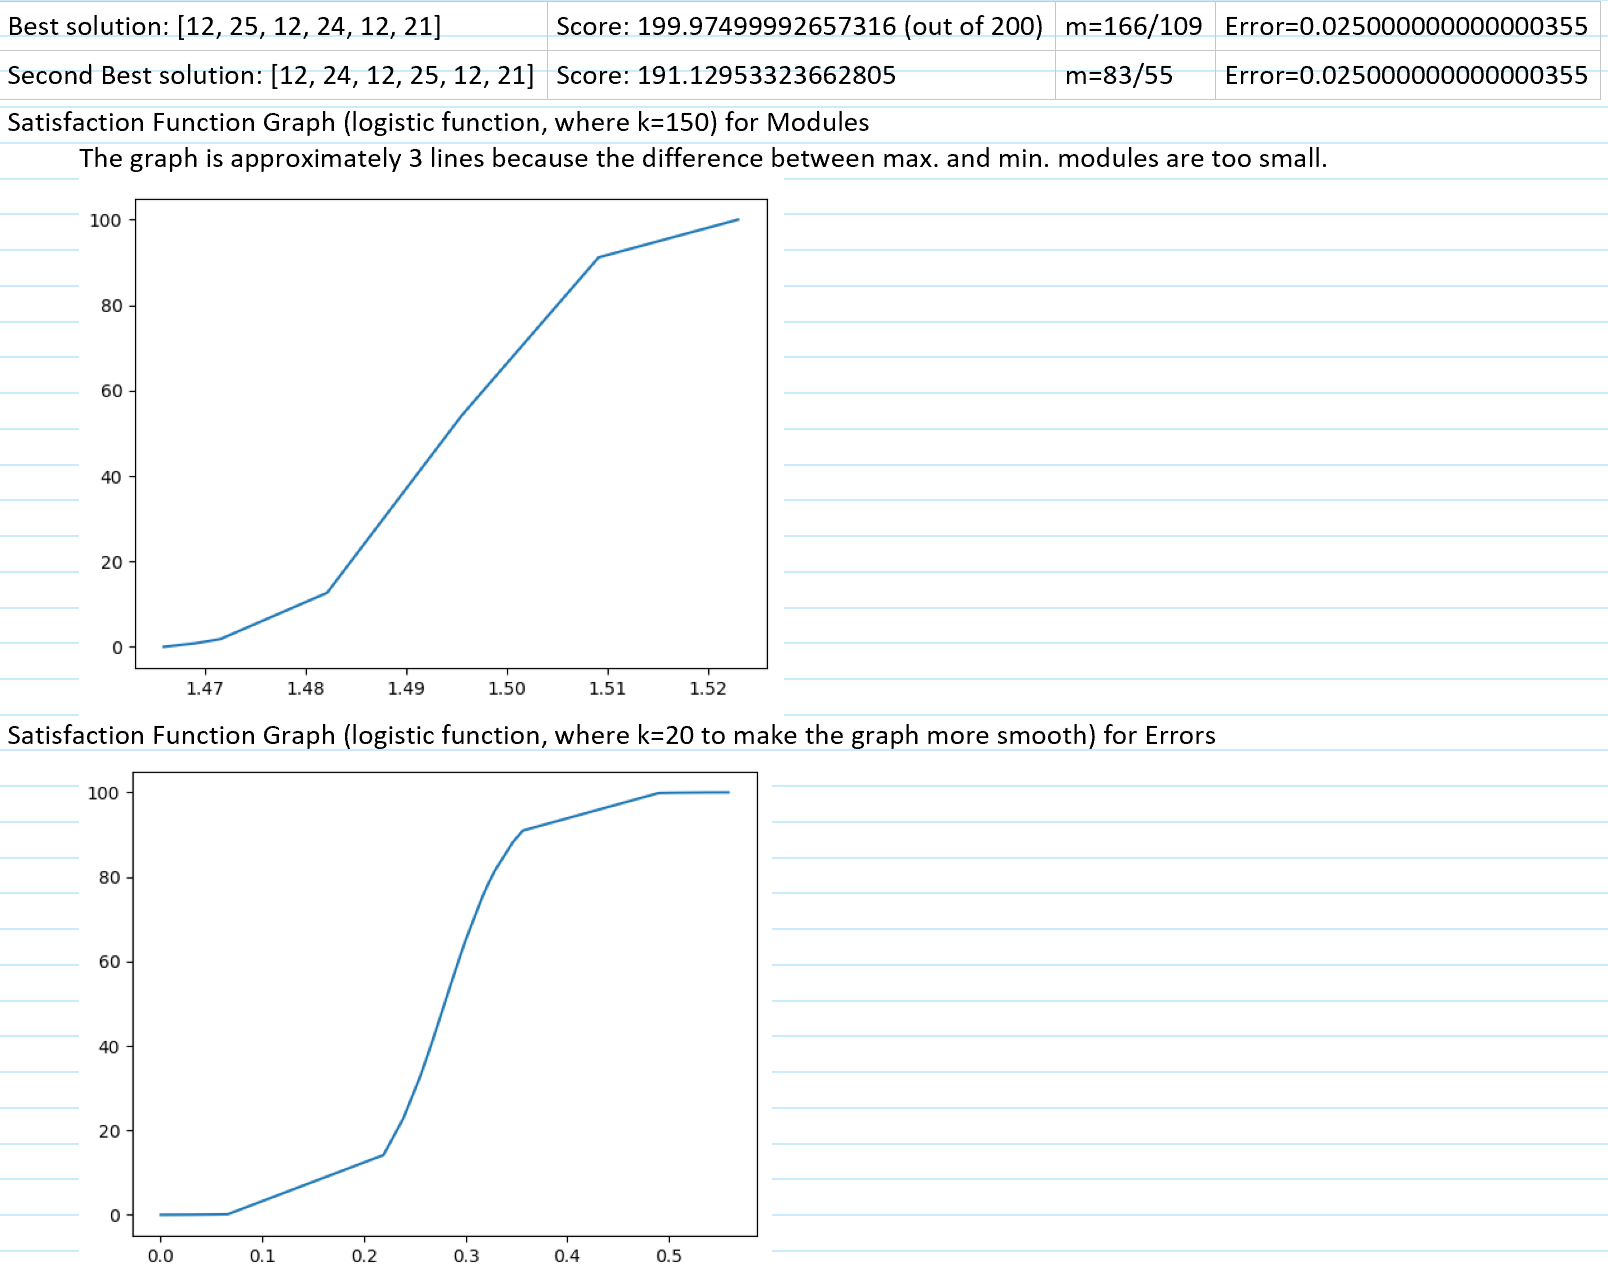 Best solution: [12, 25, 12, 24, 12, 21] Score: 199.97499992657316 (out of 200) m=166/109 Error=0.025000000000000355
Second Best solution: [12, 24, 12, 25, 12, 21] Score: 191.12953323662805 m=83/55 Error=0.025000000000000355
Satisfaction Function Graph (logistic function, where k=150) for Modules
The graph is approximately 3 lines because the difference between max. and min. modules are too small.
100
80
60
40
20
0
1.47 1.48 1.49 1.50 1.51 1.52
Satisfaction Function Graph (logistic function, where k=20 to make the graph more smooth) for Errors
100
80
60
40
20
0
0.0 0.1 0.2 0.3 0.4 0.5